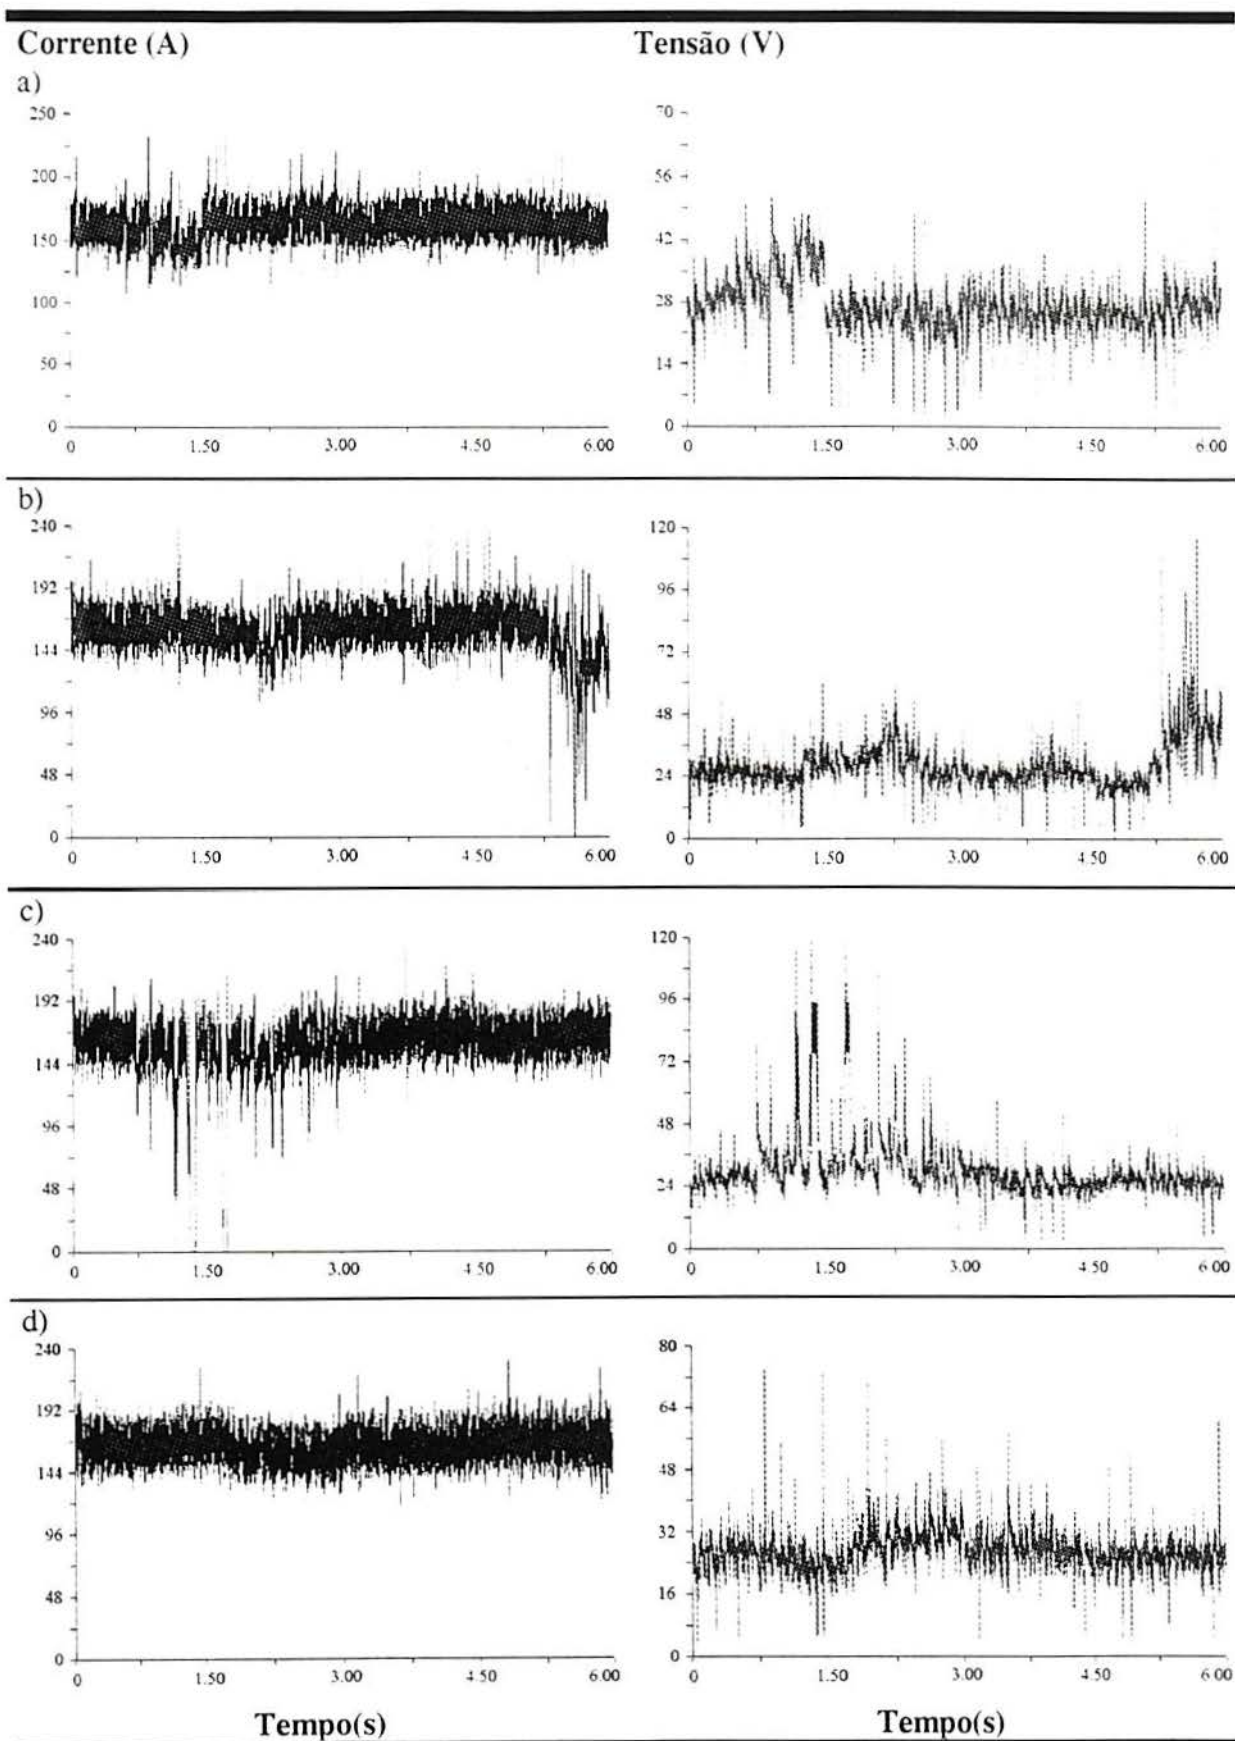 Corrente (A) Tensão (V)
a)
250 200 150 100 50 0
0 1.50 3.00 4.50 6.00
70 56 42 28 14 0
0 1.50 3.00 4.50 6.00
b)
240 192 144 96 48 0
0 1.50 3.00 4.50 6.00
120 96 72 48 24 0
0 1.50 3.00 4.50 6.00
c)
240 192 144 96 48 0
0 1.50 3.00 4 50 6 00
120 96 72 48 24 0
0 1.50 3.00 4 50 6 00
d)
240 192 144 96 48 0
0 1.50 3.00 4.50 6.00
80 64 48 32 16 0
0 1.50 3.00 4 50 6 00
Tempo(s) Tempo(s)